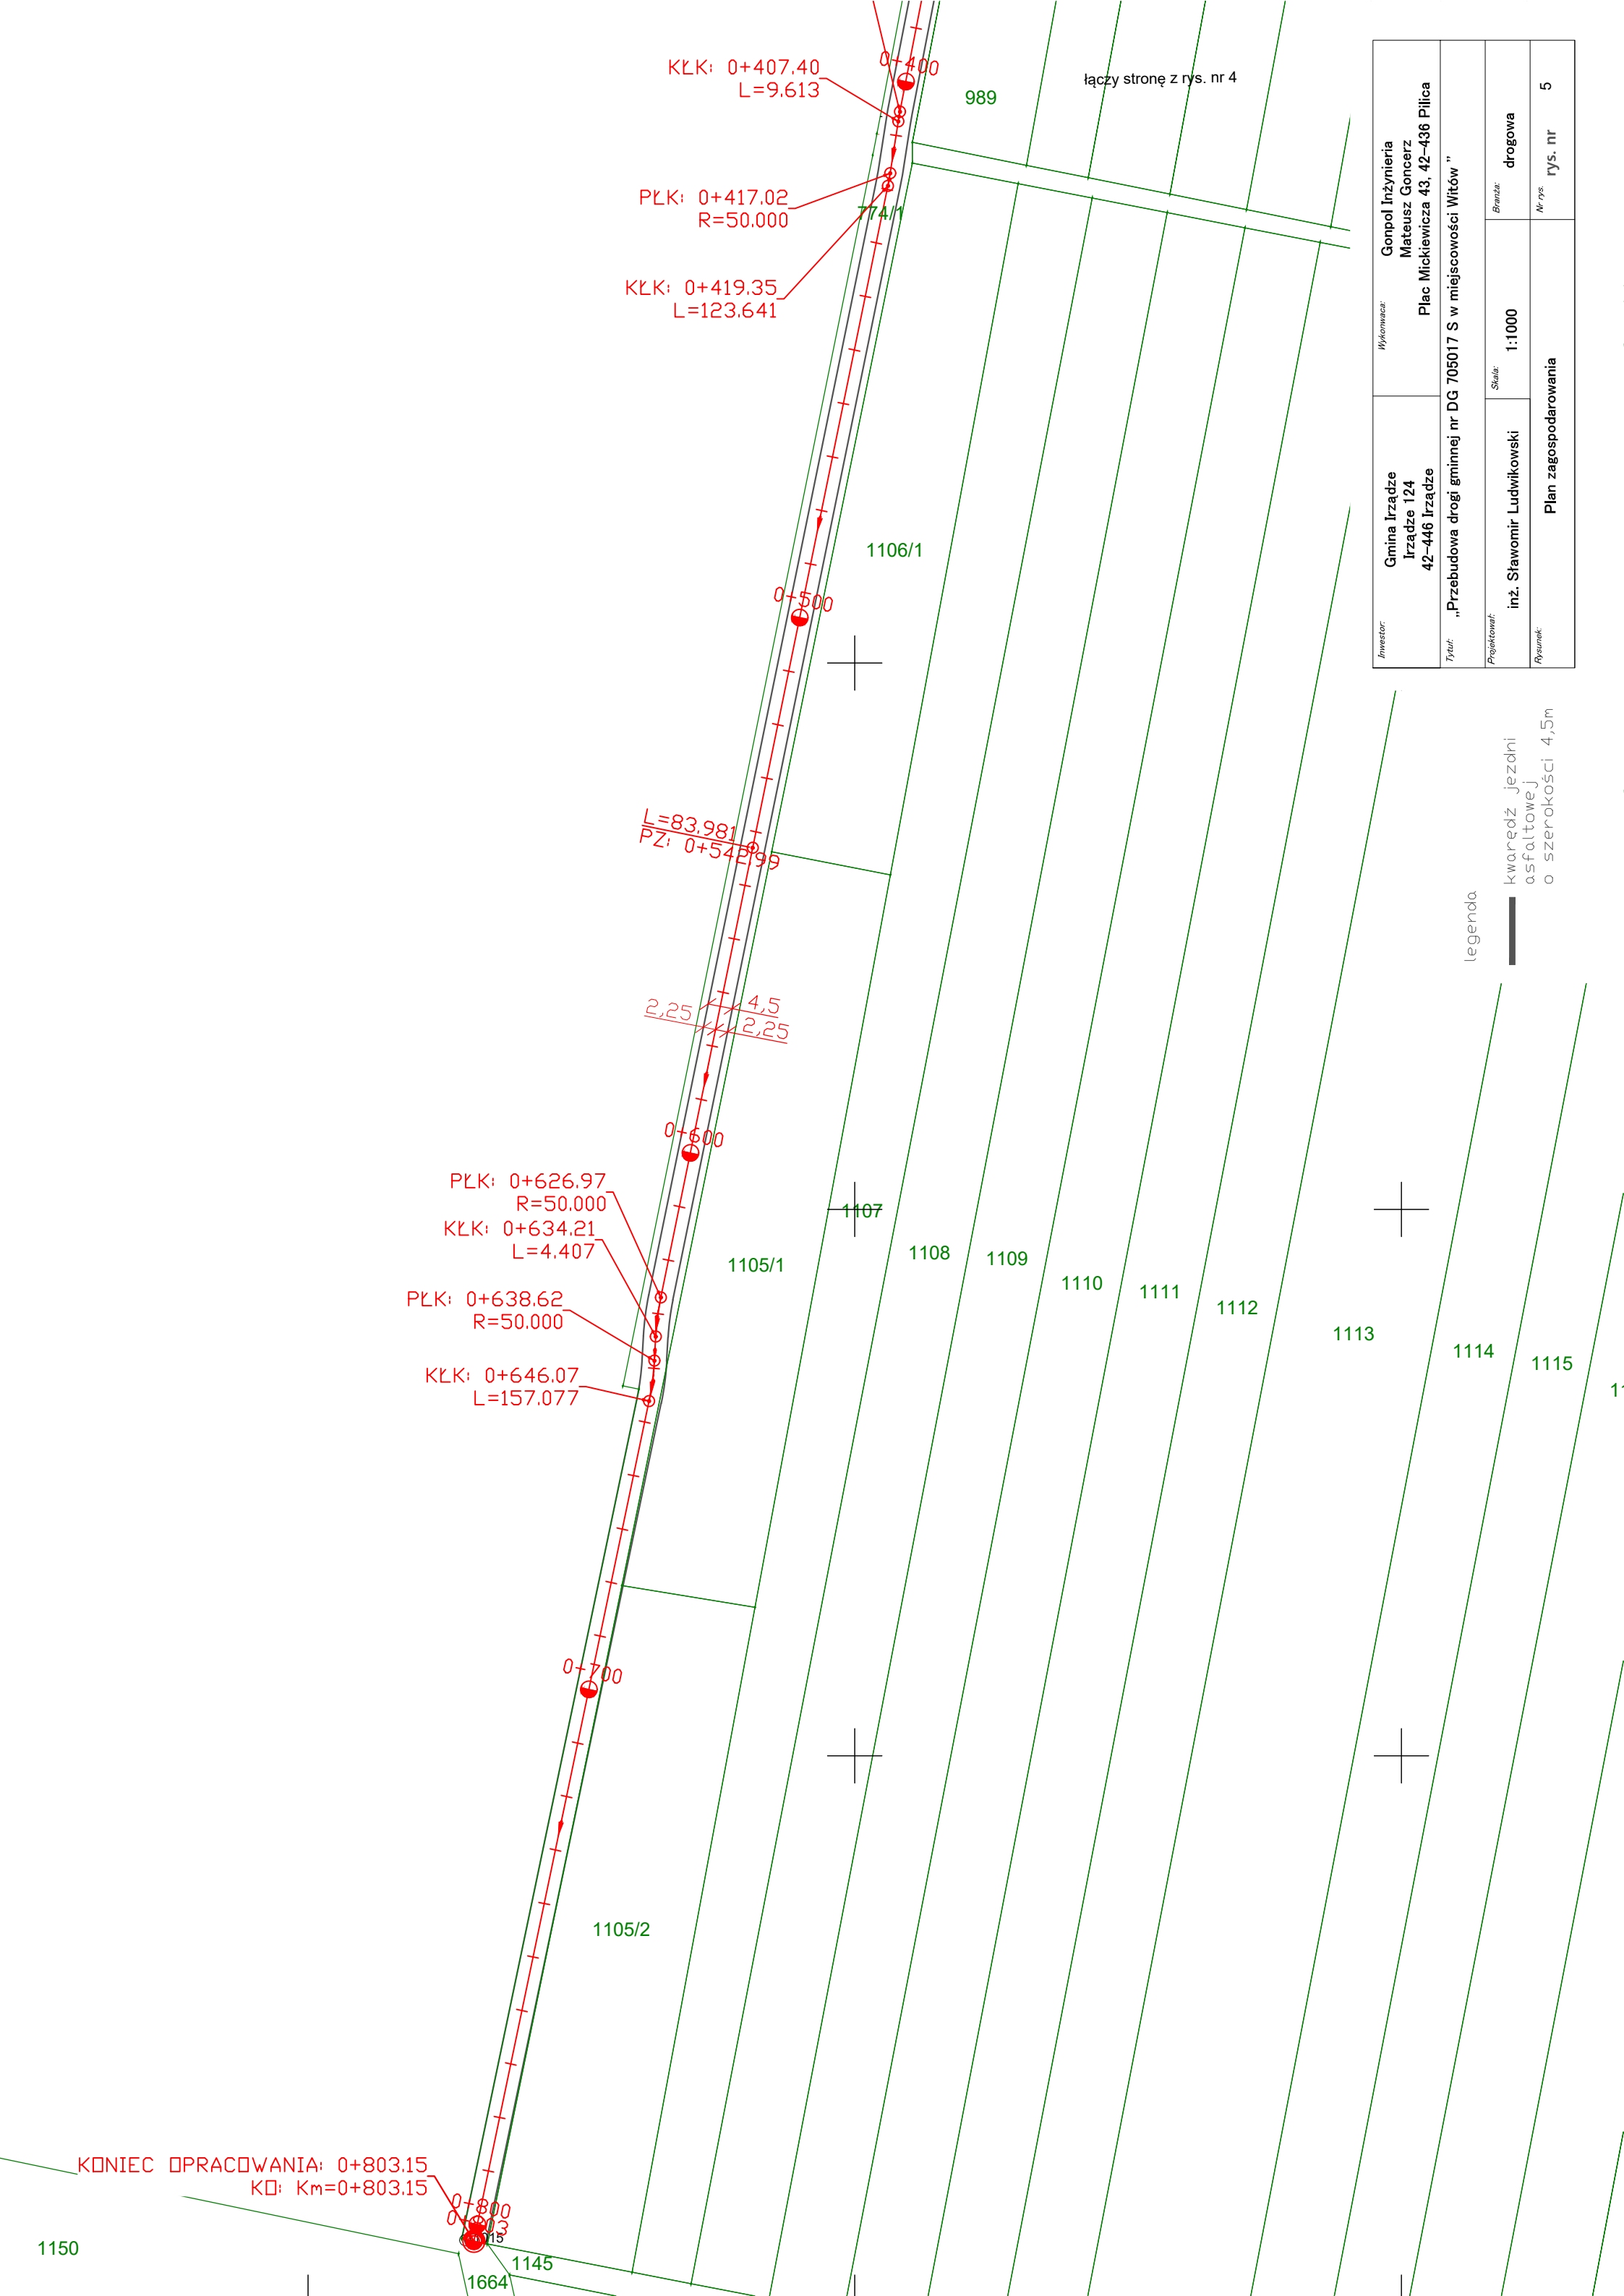 0+400
KŁK: 0+407.40
L=9.613
989
łączy stronę z rys. nr 4
PŁK: 0+417.02
R=50.000
774/1
KŁK: 0+419.35
L=123.641
1106/1
0+500
L=83.981
PZ: 0+542.99
4,5
2,25
2,25
0+600
PŁK: 0+626.97
R=50.000
KŁK: 0+634.21
L=4.407
PŁK: 0+638.62
R=50.000
KŁK: 0+646.07
L=157.077
1105/1
1107
1108
1109
1110
1111
1112
1113
1114
1115
0+700
1105/2
KONIEC OPRACOWANIA: 0+803.15
KO: Km=0+803.15
0+800
1150
1145
1664
Inwestor:
Gmina Irządze
Irządze 124
42-446 Irządze
Wykonwaca:
Gonpol Inżynieria
Mateusz Goncerz
Plac Mickiewicza 43, 42-436 Pilica
Tytuł:
„Przebudowa drogi gminnej nr DG 705017 S w miejscowości Witów ”
Projektował:
inż. Sławomir Ludwikowski
Skala:
1:1000
Branża:
drogowa
Rysunek:
Plan zagospodarowania
Nr rys.
rys. nr 5
legenda
kwarędź jezdni
asfaltowej
o szerokości 4,5m